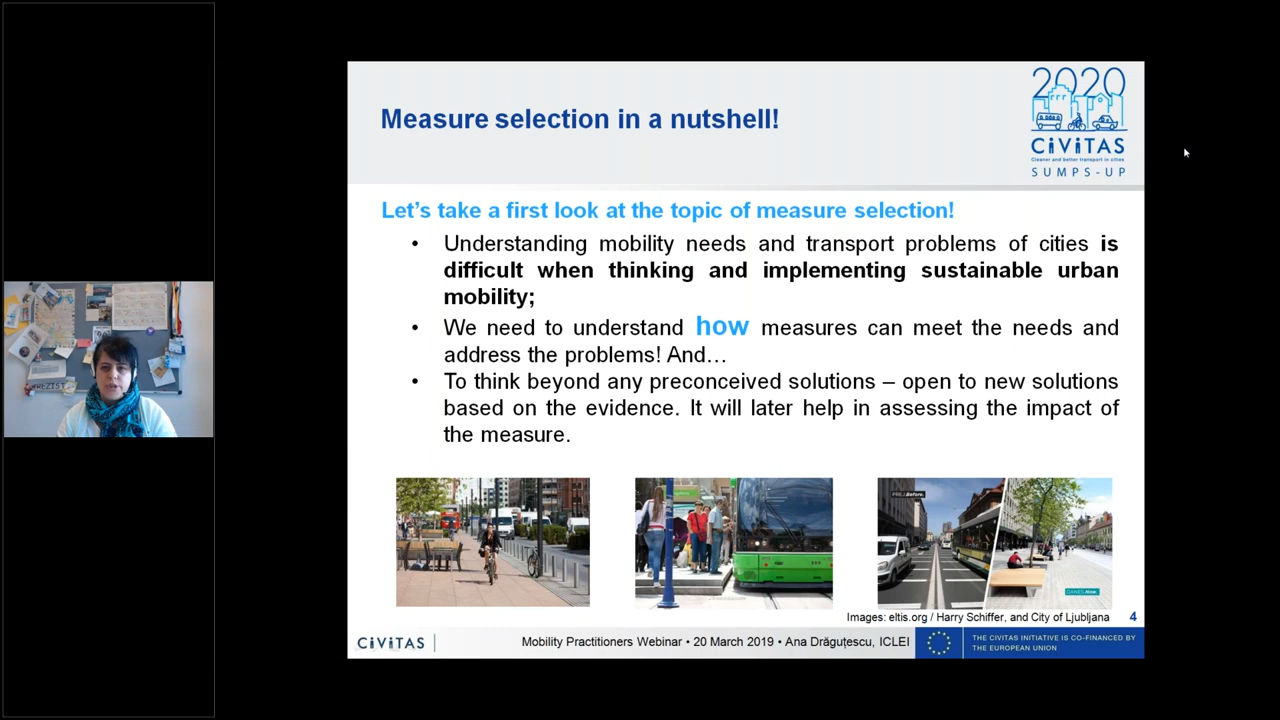 Measure selection in a nutshell!
2020
CiViTAS
Cleaner and better transport in cities
SUMPS-UP
Let’s take a first look at the topic of measure selection!
• Understanding mobility needs and transport problems of cities is
difficult when thinking and implementing sustainable urban
mobility;
• We need to understand how measures can meet the needs and
address the problems! And…
• To think beyond any preconceived solutions – open to new solutions
based on the evidence. It will later help in assessing the impact of
the measure.
PREJ.Before.
DANES.Now.
Images: eltis.org / Harry Schiffer, and City of Ljubljana
4
CiViTAS
Mobility Practitioners Webinar • 20 March 2019 • Ana Drăguțescu, ICLEI
THE CIVITAS INITIATIVE IS CO-FINANCED BY
THE EUROPEAN UNION